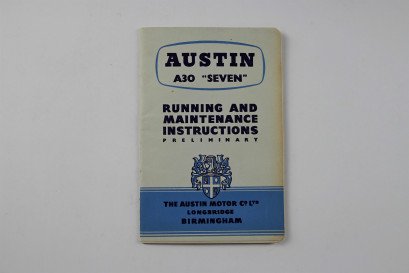 AUSTIN
A30 "SEVEN"
RUNNING AND
MAINTENANCE
INSTRUCTIONS
PRELIMINARY
THE AUSTIN MOTOR Cº LTD
LONGBRIDGE
BIRMINGHAM